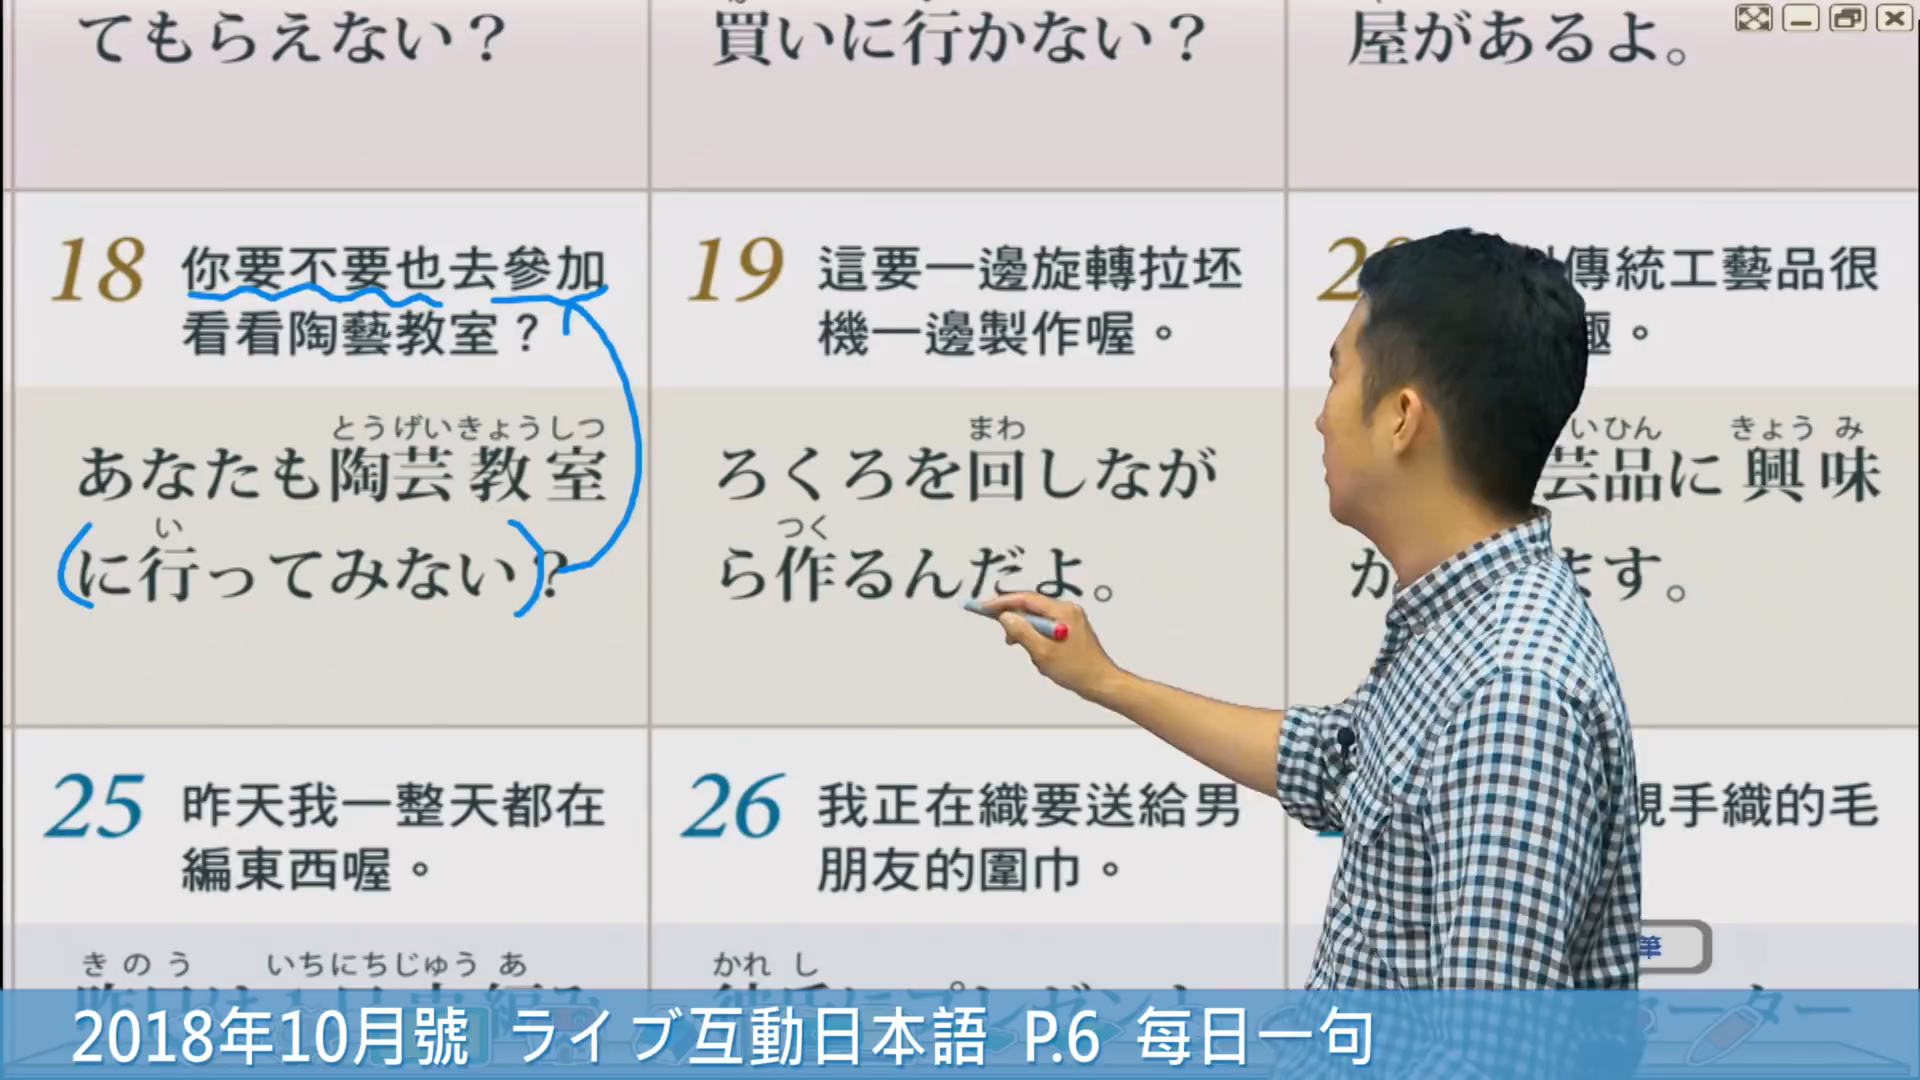 てもらえない？
買いに行かない？
屋があるよ。
18 你要不要也去參加
看看陶藝教室？
とうげいきょうしつ
あなたも陶芸教室
い
に行ってみない？
19 這要一邊旋轉拉坯
機一邊製作喔。
まわ
ろくろを回しなが
つく
ら作るんだよ。
傳統工藝品很
趣。
いひん きょうみ
芸品に興味
ます。
25 昨天我一整天都在
編東西喔。
きのう いちにちじゅう あ
26 我正在織要送給男
朋友的圍巾。
かれし
親手織的毛
筆
2018年10月號 ライブ互動日本語 P.6 每日一句